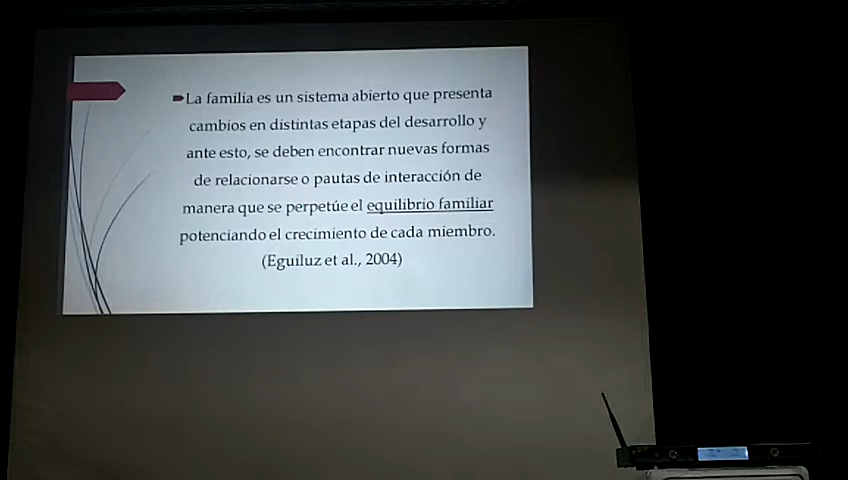 La familia es un sistema abierto que presenta
cambios en distintas etapas del desarrollo y
ante esto, se deben encontrar nuevas formas
de relacionarse o pautas de interacción de
manera que se perpetúe el equilibrio familiar
potenciando el crecimiento de cada miembro.
(Eguiluz et al., 2004)